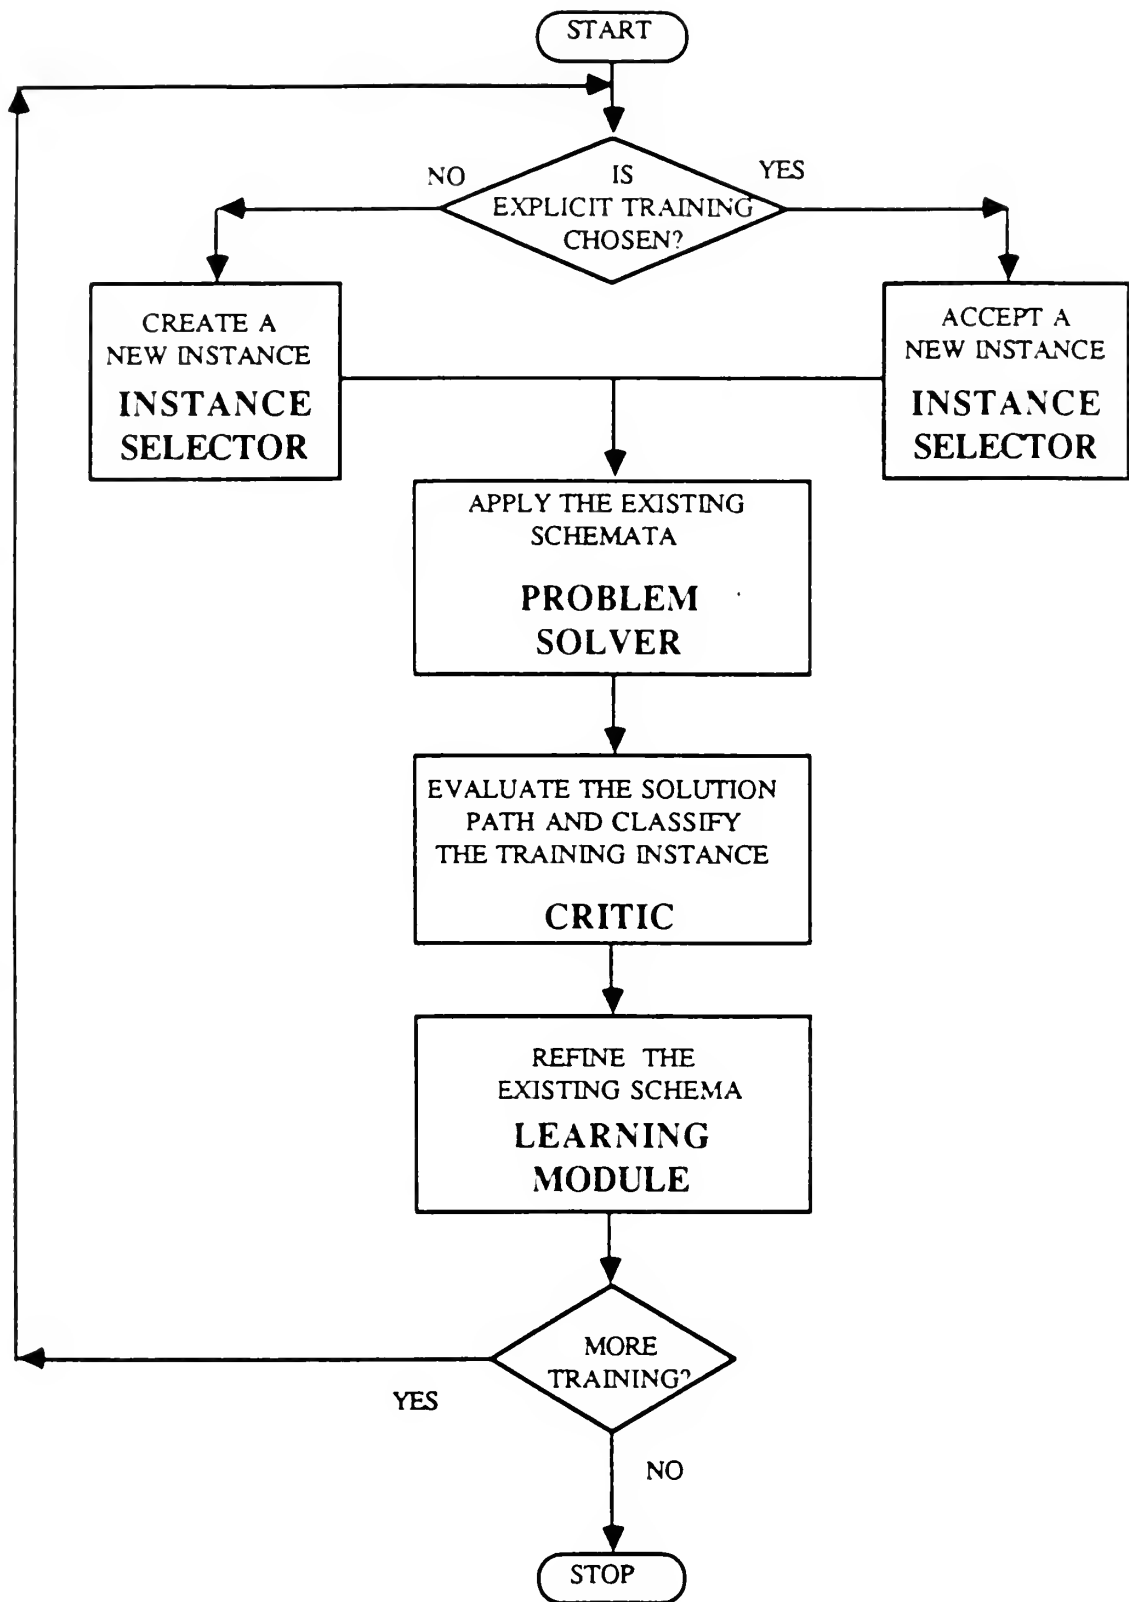 START
NO
YES
IS
EXPLICIT TRAINING
CHOSEN?
CREATE A
NEW INSTANCE
INSTANCE
SELECTOR
ACCEPT A
NEW INSTANCE
INSTANCE
SELECTOR
APPLY THE EXISTING
SCHEMATA
PROBLEM
SOLVER
EVALUATE THE SOLUTION
PATH AND CLASSIFY
THE TRAINING INSTANCE
CRITIC
REFINE THE
EXISTING SCHEMA
LEARNING
MODULE
MORE
TRAINING?
YES
NO
STOP